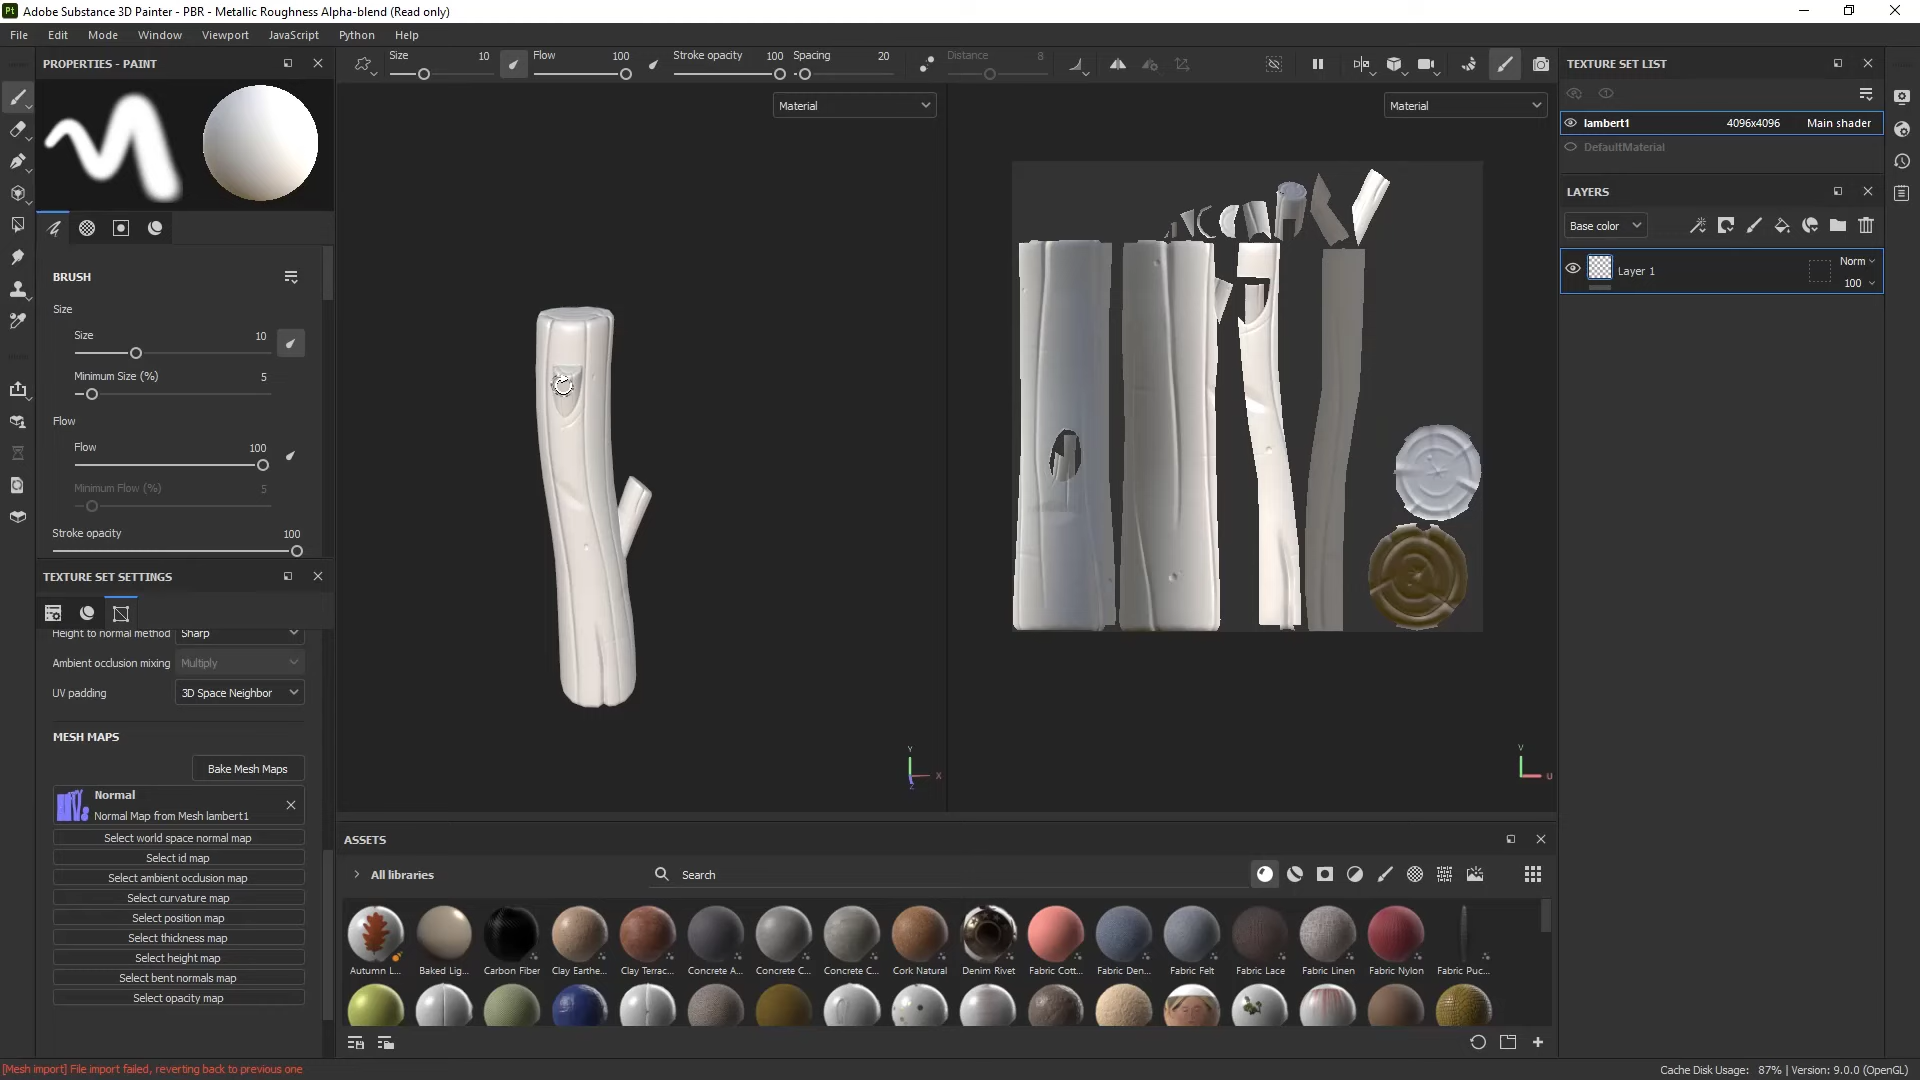 Pt Adobe Substance 3D Painter - PBR - Metallic Roughness Alpha-blend (Read only)
File Edit Mode Window Viewport JavaScript Python Help
PROPERTIES - PAINT
Size 10 Flow 100 Stroke opacity 100 Spacing 20 Distance 8
Material
Material
BRUSH
Size
Size 10
Minimum Size (%) 5
Flow
Flow 100
Minimum Flow (%) 5
Stroke opacity 100
TEXTURE SET SETTINGS
Height to normal method Sharp
Ambient occlusion mixing Multiply
UV padding 3D Space Neighbor
MESH MAPS
Bake Mesh Maps
Normal
Normal Map from Mesh lambert1
Select world space normal map
Select id map
Select ambient occlusion map
Select curvature map
Select position map
Select thickness map
Select height map
Select bent normals map
Select opacity map
Y
X
Z
V
U
ASSETS
All libraries Search
Autumn L... Baked Lig... Carbon Fiber Clay Earthe... Clay Terrac... Concrete A... Concrete C... Concrete C... Cork Natural Denim Rivet Fabric Cott... Fabric Den... Fabric Felt Fabric Lace Fabric Linen Fabric Nylon Fabric Puc...
TEXTURE SET LIST
lambert1 4096x4096 Main shader
DefaultMaterial
LAYERS
Base color
Layer 1 Norm
100
[Mesh import] File import failed, reverting back to previous one
Cache Disk Usage: 87% | Version: 9.0.0 (OpenGL)